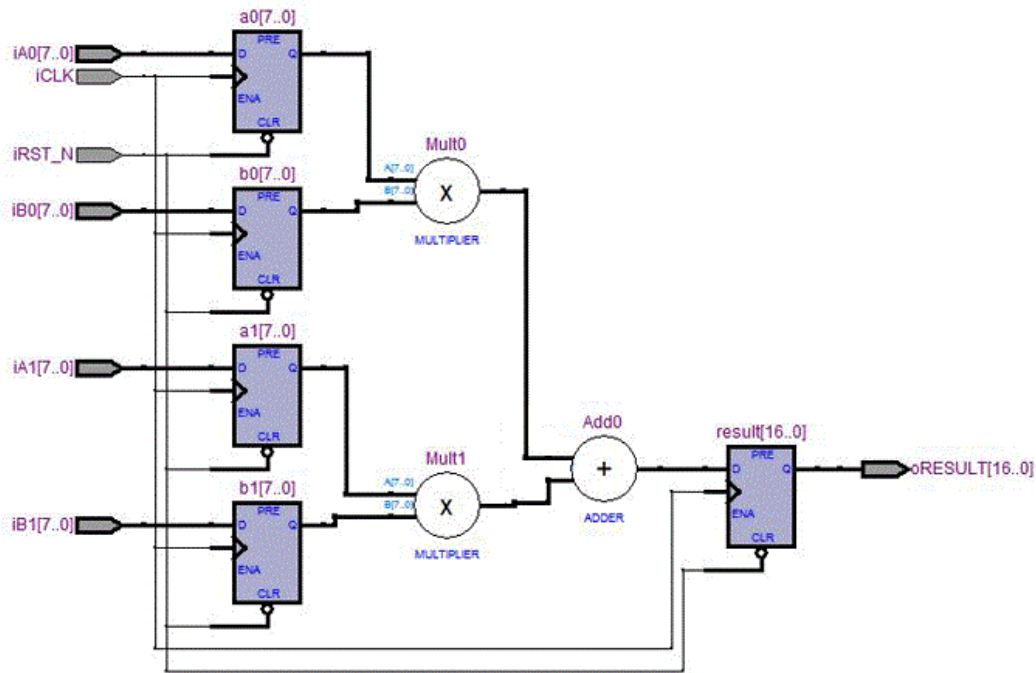 a0[7..0]
iA0[7..0]
D
PRE
Q
iCLK
ENA
CLR
iRST_N
Mult0
A[7..0]
B[7..0]
X
MULTIPLIER
b0[7..0]
iB0[7..0]
D
PRE
Q
ENA
CLR
a1[7..0]
iA1[7..0]
D
PRE
Q
ENA
CLR
Mult1
A[7..0]
B[7..0]
X
MULTIPLIER
b1[7..0]
iB1[7..0]
D
PRE
Q
ENA
CLR
Add0
+
ADDER
result[16..0]
D
PRE
Q
ENA
CLR
oRESULT[16..0]